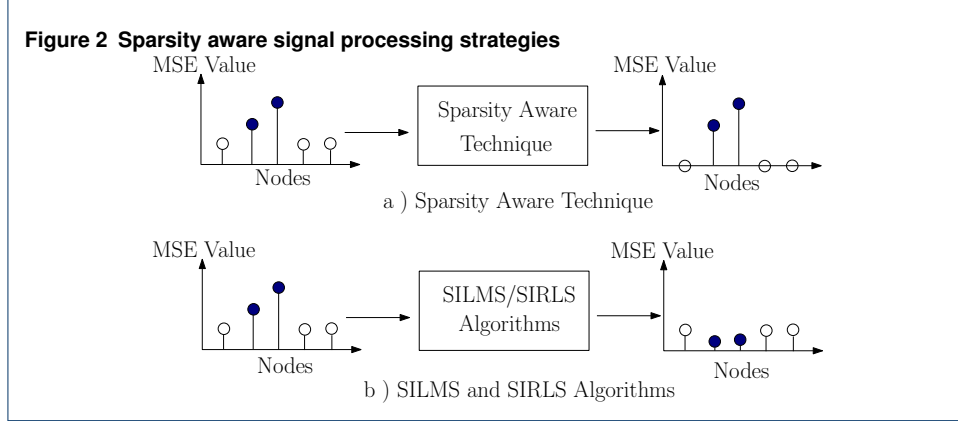 Figure 2 Sparsity aware signal processing strategies
MSE Value
MSE Value
Sparsity Aware
Technique
Nodes
Nodes
a ) Sparsity Aware Technique
MSE Value
MSE Value
SILMS/SIRLS
Algorithms
Nodes
Nodes
b ) SILMS and SIRLS Algorithms